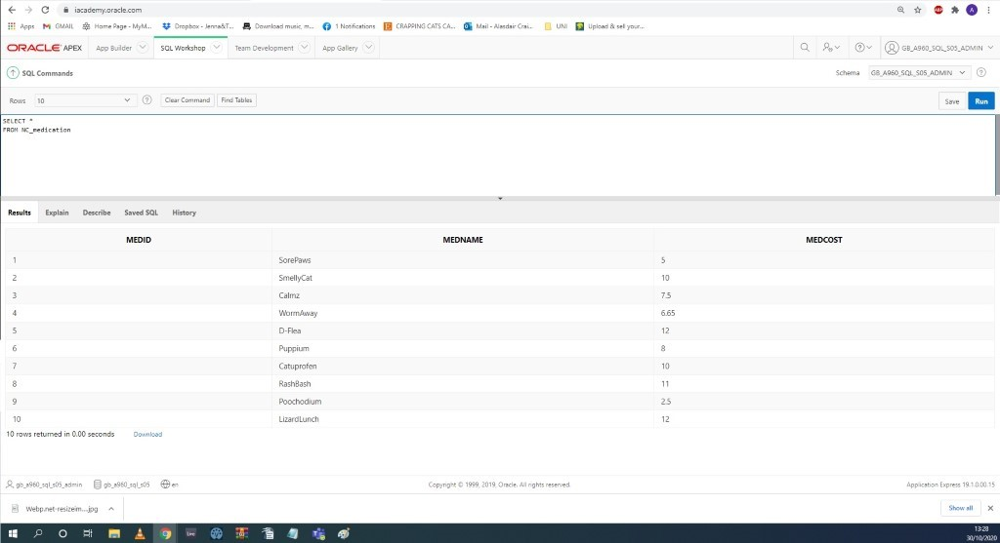 iacademy.oracle.com
Apps GMAIL Home Page - MyM... Dropbox - Jenna&T... Download music, m... 1 Notifications CRAPPING CATS CA... Mail - Alasdair Crai... UNI Upload & sell your...
ORACLE APEX App Builder SQL Workshop Team Development App Gallery GB_A960_SQL_S05_ADMIN
SQL Commands Schema GB_A960_SQL_S05_ADMIN
Rows 10 Clear Command Find Tables Save Run
SELECT *
FROM NC_medication
Results Explain Describe Saved SQL History
MEDID MEDNAME MEDCOST
1 SorePaws 5
2 SmellyCat 10
3 Calmz 7.5
4 WormAway 6.65
5 D-Flea 12
6 Puppium 8
7 Catuprofen 10
8 RashBash 11
9 Poochodium 2.5
10 LizardLunch 12
10 rows returned in 0.00 seconds Download
gb_a960_sql_s05_admin gb_a960_sql_s05 en Copyright © 1999, 2019, Oracle. All rights reserved. Application Express 19.1.0.00.15
Webp.net-resizeim....jpg Show all
13:28
30/10/2020